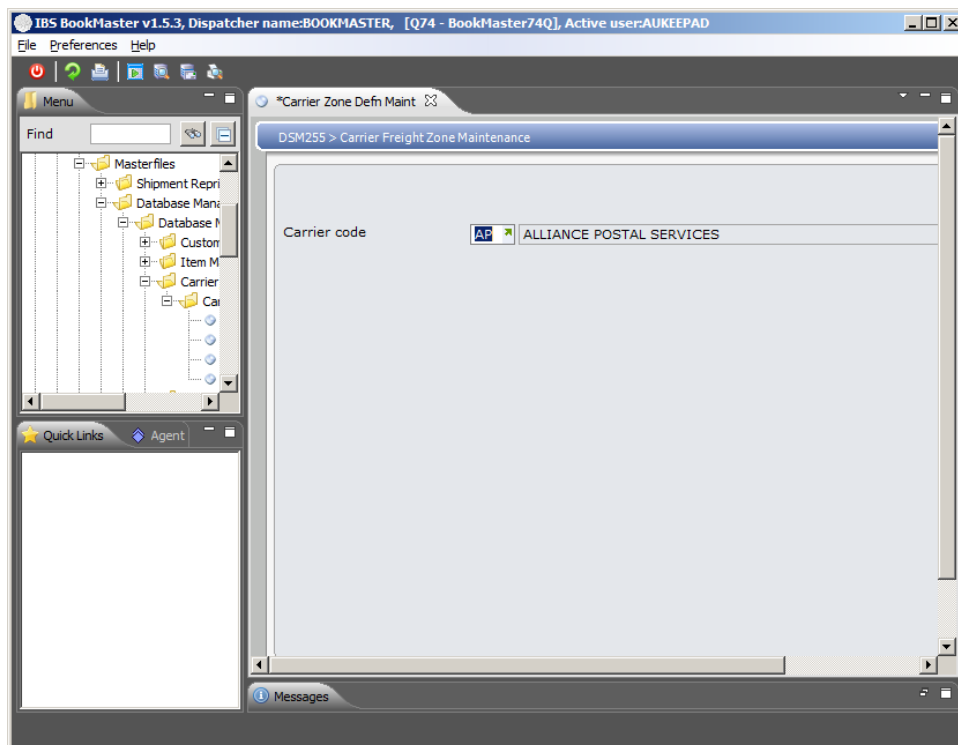 IBS BookMaster v1.5.3, Dispatcher name:BOOKMASTER, [Q74 - BookMaster74Q], Active user:AUKEEPAD
File Preferences Help
Menu
*Carrier Zone Defn Maint
Find
DSM255 > Carrier Freight Zone Maintenance
Masterfiles
Shipment Repri
Database Mana
Database M
Custom
Item M
Carrier
Car
Carrier code AP ALLIANCE POSTAL SERVICES
Quick Links Agent
Messages